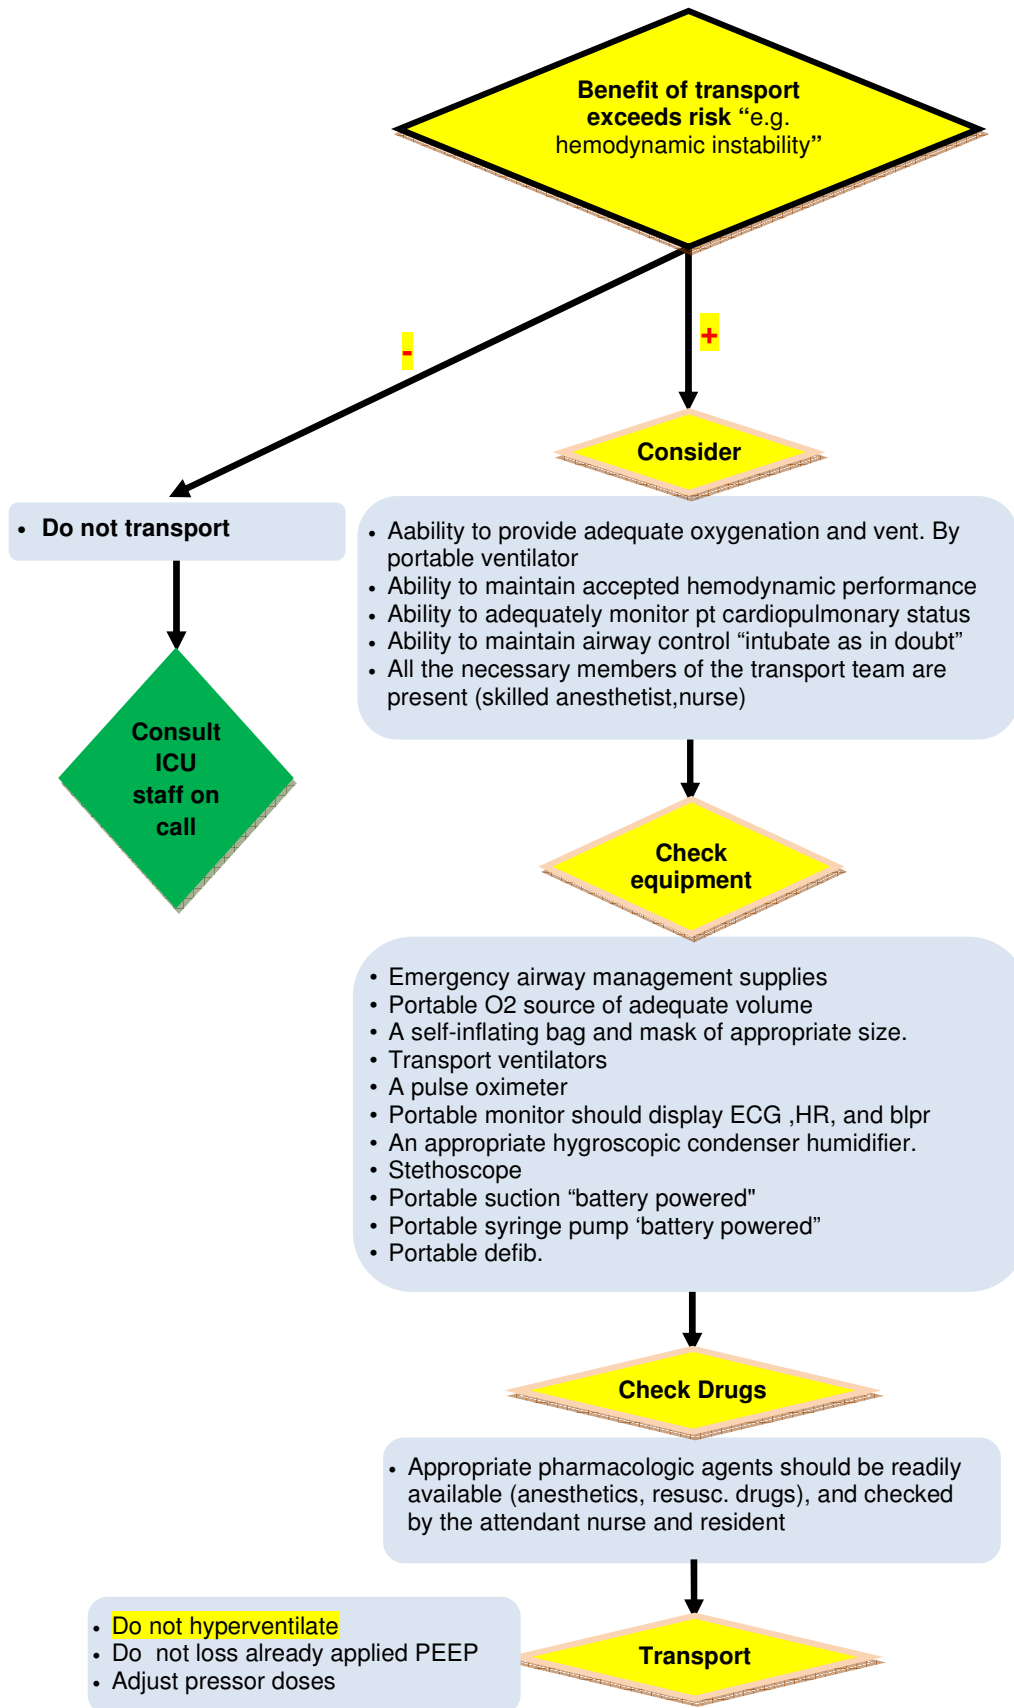 Benefit of transport
exceeds risk “e.g.
hemodynamic instability”
-
+
Consider
• Do not transport
• Aability to provide adequate oxygenation and vent. By
portable ventilator
• Ability to maintain accepted hemodynamic performance
• Ability to adequately monitor pt cardiopulmonary status
• Ability to maintain airway control “intubate as in doubt”
• All the necessary members of the transport team are
present (skilled anesthetist,nurse)
Consult
ICU
staff on
call
Check
equipment
• Emergency airway management supplies
• Portable O2 source of adequate volume
• A self-inflating bag and mask of appropriate size.
• Transport ventilators
• A pulse oximeter
• Portable monitor should display ECG ,HR, and blpr
• An appropriate hygroscopic condenser humidifier.
• Stethoscope
• Portable suction “battery powered"
• Portable syringe pump ‘battery powered”
• Portable defib.
Check Drugs
• Appropriate pharmacologic agents should be readily
available (anesthetics, resusc. drugs), and checked
by the attendant nurse and resident
Transport
• Do not hyperventilate
• Do  not loss already applied PEEP
• Adjust pressor doses